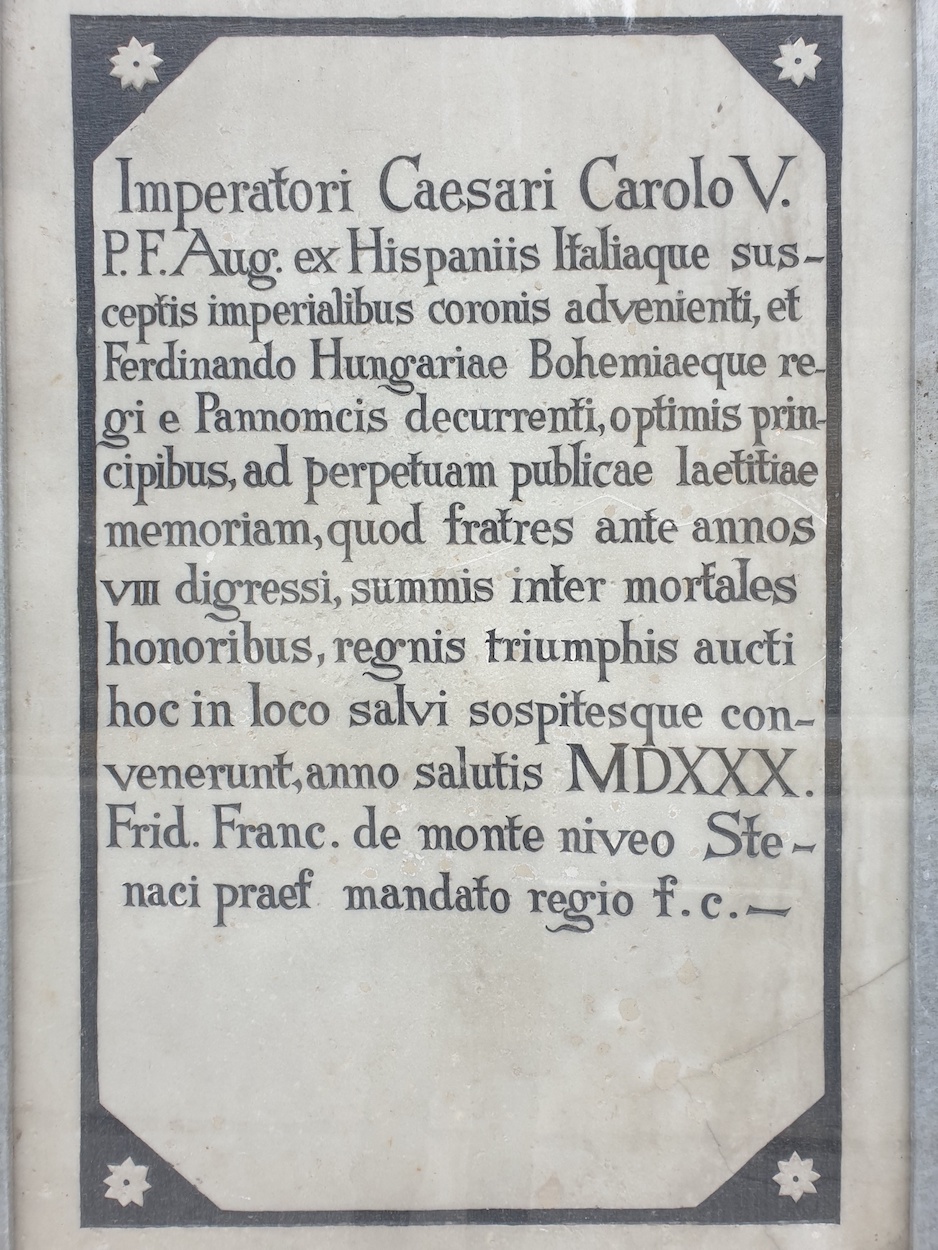 Imperatori Caesari Carolo V.
P. F. Aug. ex Hispaniis Italiaque sus-
ceptis imperialibus coronis advenienti, et
Ferdinando Hungariae Bohemiaeque re-
gi e Pannomcis decurrenti, optimis prin-
cipibus, ad perpetuam publicae laetitiae
memoriam, quod fratres ante annos
VIII digressi, summis inter mortales
honoribus, regnis triumphis aucti
hoc in loco salvi sospitesque con-
venerunt, anno salutis MDXXX.
Frid. Franc. de monte niveo Ste-
naci praef mandato regio f. c. —